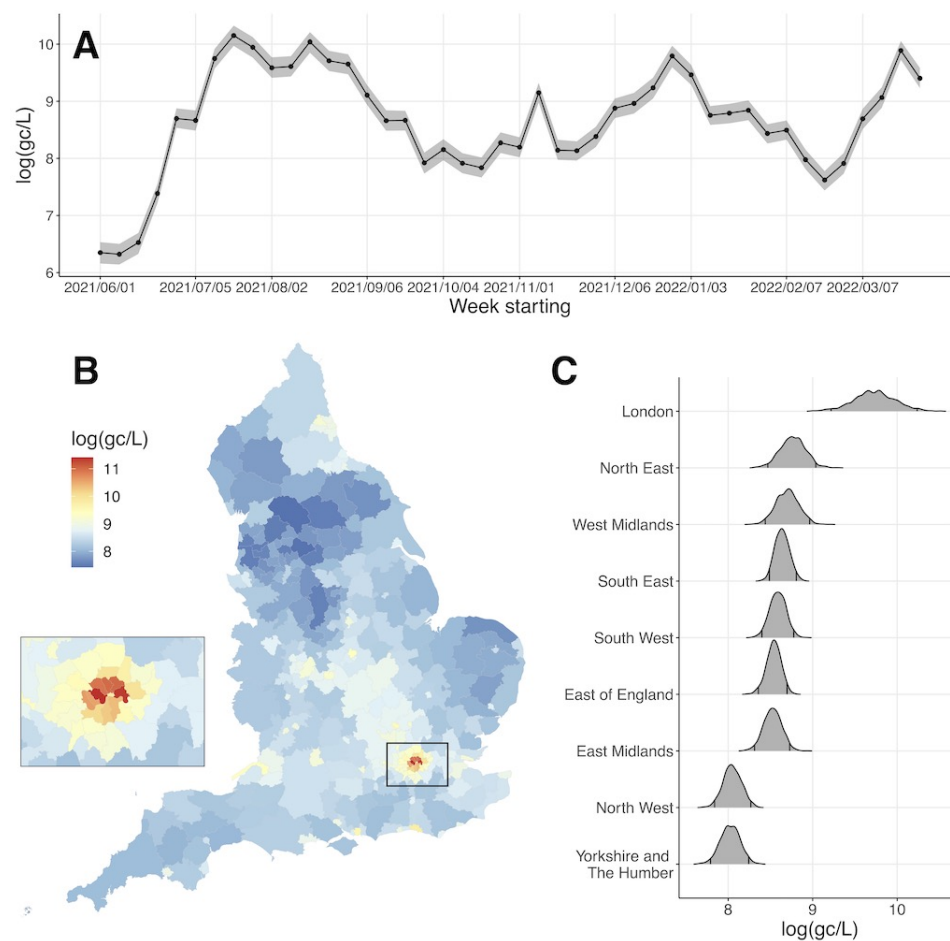 A
log(gc/L)
10
9
8
7
6
2021/06/01 2021/07/05 2021/08/02 2021/09/06 2021/10/04 2021/11/01 2021/12/06 2022/01/03 2022/02/07 2022/03/07
Week starting
B
log(gc/L)
11
10
9
8
C
London
North East
West Midlands
South East
South West
East of England
East Midlands
North West
Yorkshire and
The Humber
8 9 10
log(gc/L)